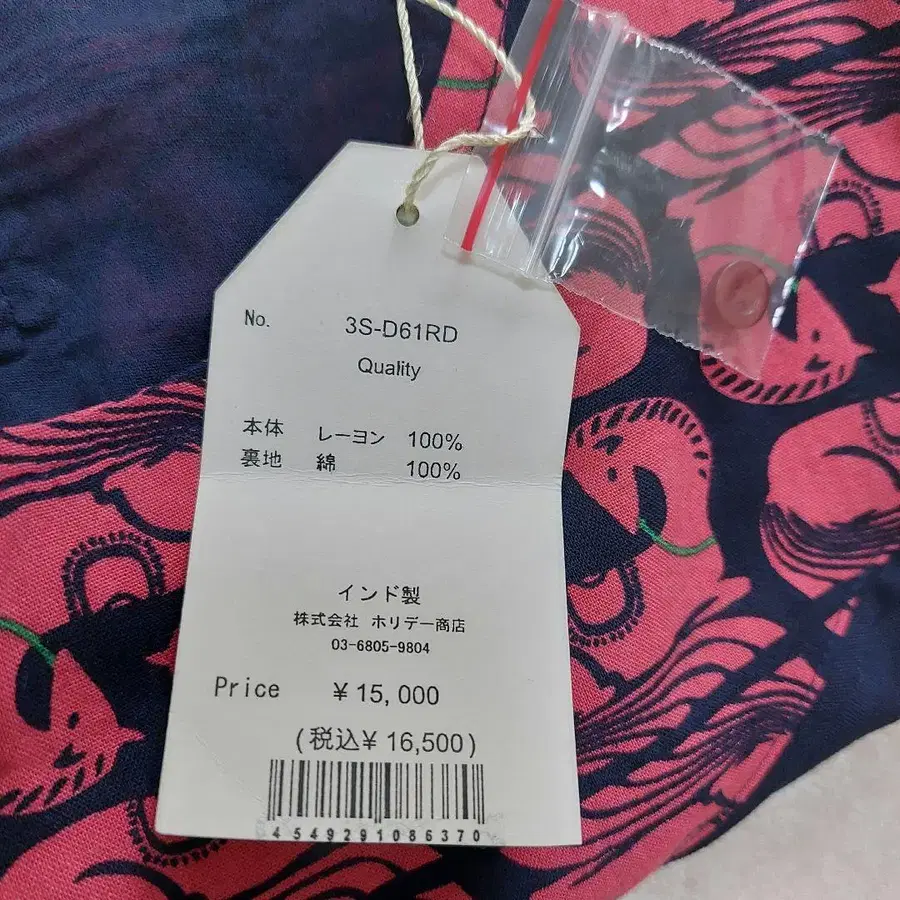 No. 3S-D61RD
Quality
本体 レーヨン 100%
裏地 綿 100%
インド製
株式会社 ホリデー商店
03-6805-9804
Price ¥15,000
(税込¥ 16,500)
4549291086370